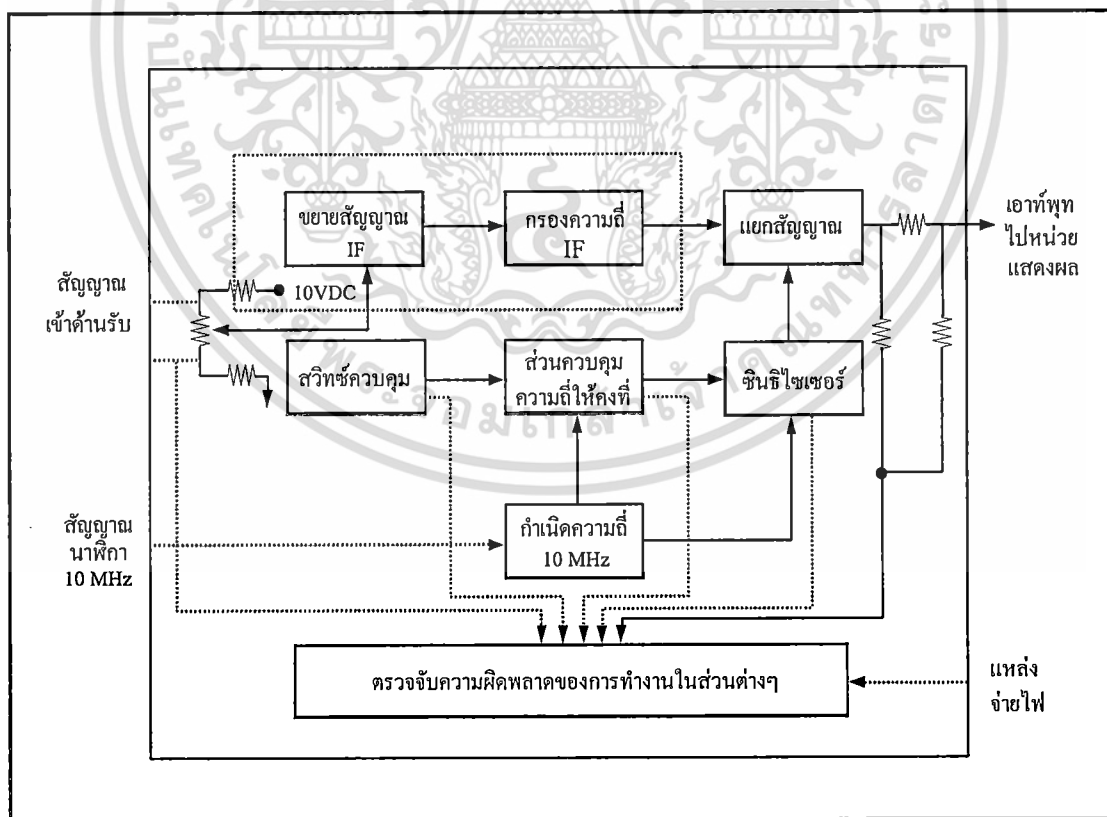 ขยายสัญญาณ
IF
กรองความถี่
IF
แยกสัญญาณ
เอาท์พุท
ไปหน่วย
แสดงผล
สัญญาณ
เข้าด้านรับ
10VDC
สวิทซ์ควบคุม
ส่วนควบคุม
ความถี่ให้คงที่
ซินธิไซเซอร์
สัญญาณ
นาฬิกา
10 MHz
กำเนิดความถี่
10 MHz
ตรวจจับความผิดพลาดของการทำงานในส่วนต่างๆ
แหล่ง
จ่ายไฟ